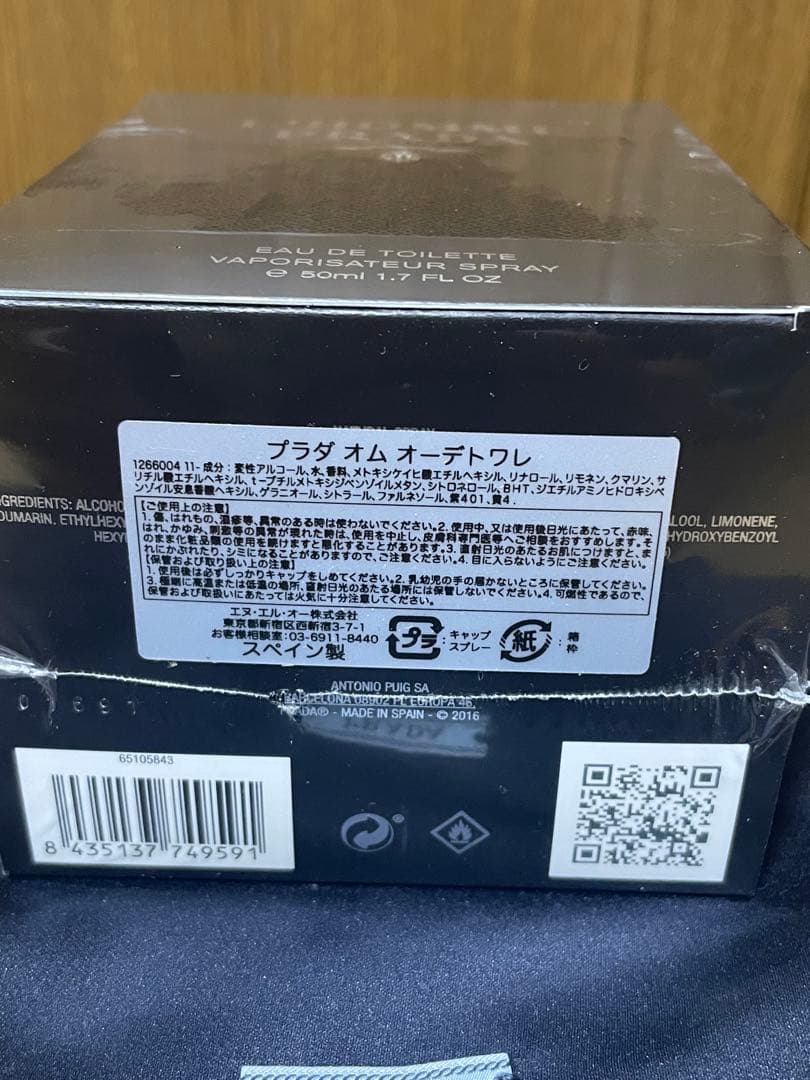 EAU DE TOILETTE
VAPORISATEUR SPRAY
e 50ml 1.7 FL OZ
プラダ オム オーデトワレ
1266004 11- 成分：変性アルコール、水、香料、メトキシケイヒ酸エチルヘキシル、リナロール、リモネン、クマリン、サ
リチル酸エチルヘキシル、t-ブチルメトキシジベンゾイルメタン、シトロネロール、BHT、ジエチルアミノヒドロキシベ
ンゾイル安息香酸ヘキシル、ゲラニオール、シトラール、ファルネソール、紫401、黄4.
【ご使用上の注意】
1. 傷、はれもの、湿疹等、異常のある時は使わないでください。2. 使用中、又は使用後日光にあたって、赤味、
はれ、かゆみ、刺激等の異常が現れた時は、使用を中止し、皮膚科専門医等へご相談をおすすめします。そ
のまま化粧品類の使用を続けますと悪化することがあります。3. 直射日光のあたるお肌につけますと、ま
れにかぶれたり、シミになることがありますので、ご注意ください。4. 目に入らないようにご注意ください。
【保管および取り扱い上の注意】
1. 使用後は必ずしっかりキャップをしめてください。2. 乳幼児の手の届かないところに保管してください。
3. 極端に高温または低温の場所、直射日光のあたる場所には保管しないでください。4. 可燃性であるので、
保管および取扱いにあたっては火気に十分注意してください。
エヌ・エル・オー株式会社
東京都新宿区西新宿3-7-1
お客様相談室：03-6911-8440
スペイン製
プラ
：キャップ
スプレー
紙
：箱
枠
GREDIENTS: ALCOHO
OUMARIN, ETHYLHEXY
HEXY
LOOL, LIMONENE,
HYDROXYBENZOYL
ANTONIO PUIG SA
BARCELONA 08902 PL EUROPA 46,
RADA® - MADE IN SPAIN - © 2016
PRADA
65105843
8 435137 749591